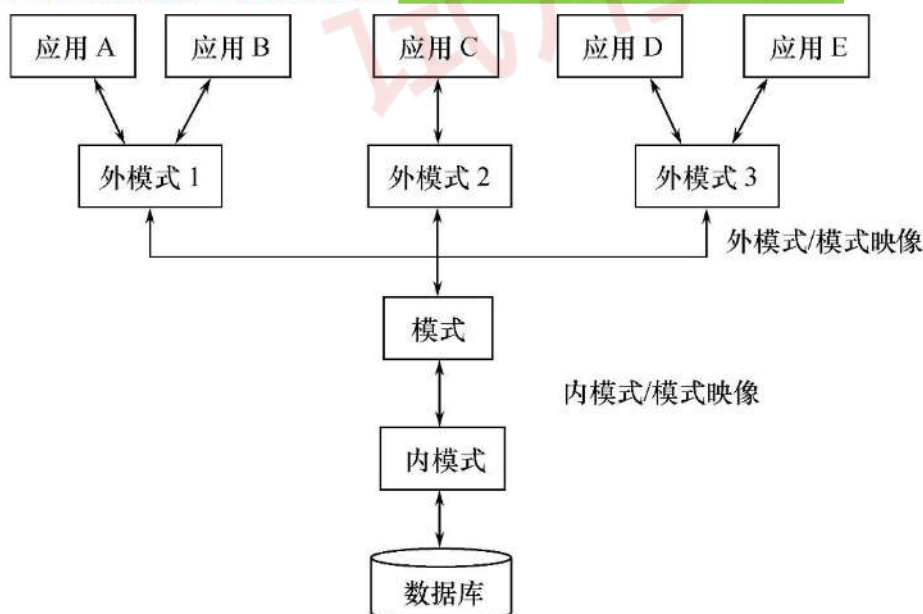 应用 A 应用 B 应用 C 应用 D 应用 E
外模式 1 外模式 2 外模式 3
外模式/模式映像
模式
内模式/模式映像
内模式
数据库